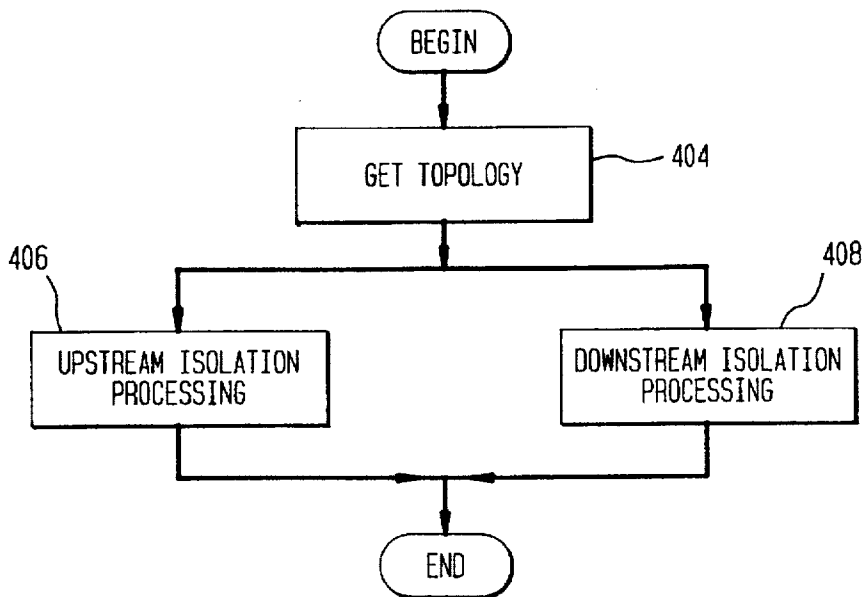 BEGIN
GET TOPOLOGY
404
406
408
UPSTREAM ISOLATION
PROCESSING
DOWNSTREAM ISOLATION
PROCESSING
END